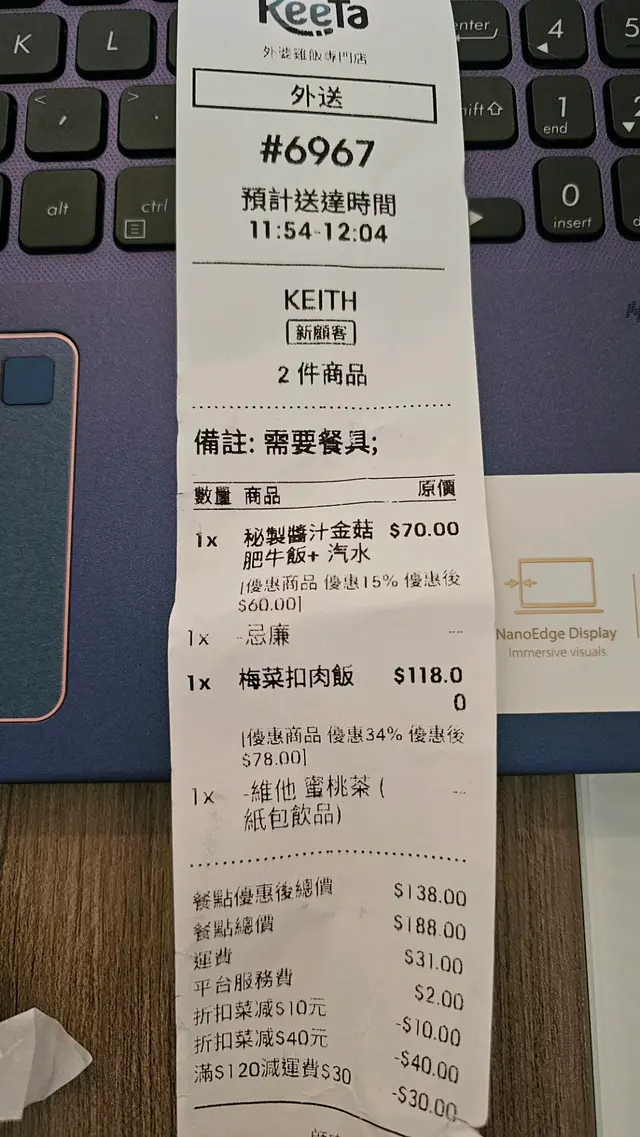 KeeTa
外婆雞飯專門店
外送
#6967
預計送達時間
11:54-12:04
KEITH
新顧客
2 件商品
備註: 需要餐具;
數量 商品 原價
1x 秘製醬汁金菇 $70.00
肥牛飯+ 汽水
[優惠商品 優惠15% 優惠後
$60.00]
1x -忌廉 --
1x 梅菜扣肉飯 $118.0
0
[優惠商品 優惠34% 優惠後
$78.00]
1x -維他 蜜桃茶 ( --
紙包飲品)
餐點優惠後總價 $138.00
餐點總價 $188.00
運費 $31.00
平台服務費 $2.00
折扣菜减$10元 -$10.00
折扣菜减$40元 -$40.00
滿$120減運費$30 -$30.00
K
L
enter
4
5
<
,
>
.
shift
1
end
2
alt
ctrl
0
insert
NanoEdge Display
Immersive visuals